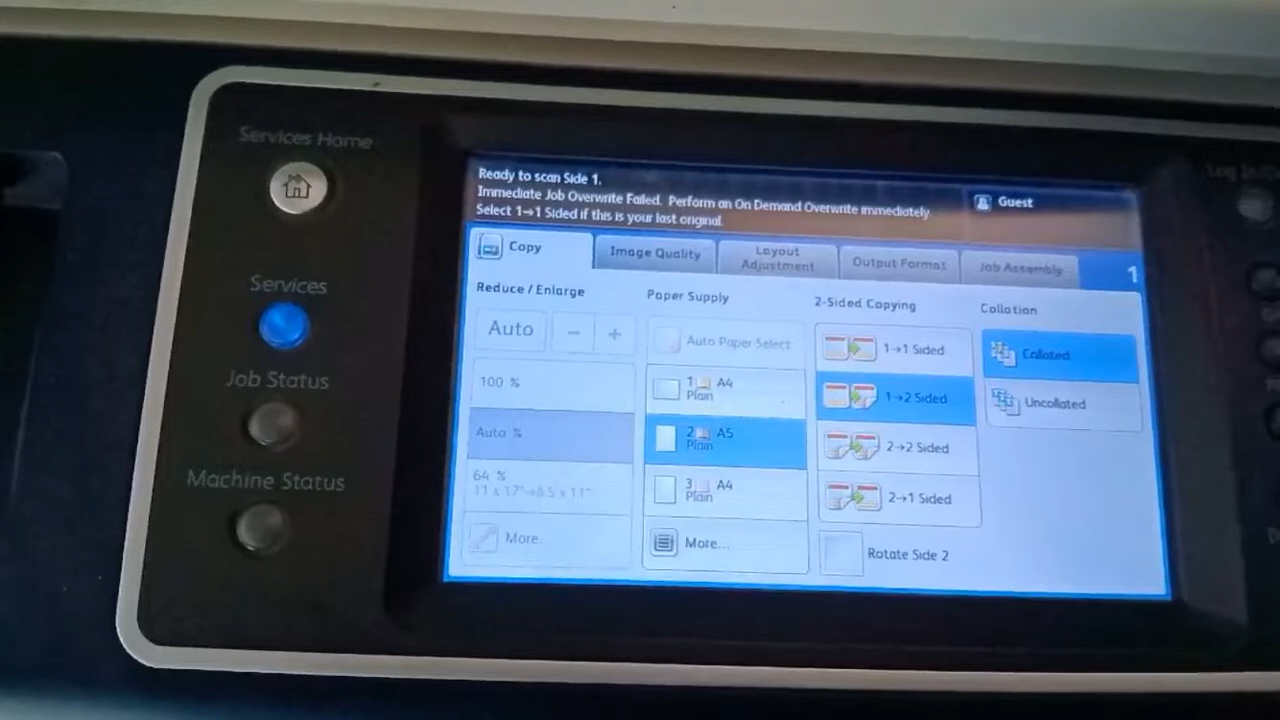 Services Home
Services
Job Status
Machine Status
Ready to scan Side 1.
Immediate Job Overwrite Failed. Perform an On Demand Overwrite immediately
Select 1→1 Sided if this is your last original.
Guest
Copy
Image Quality
Layout
Adjustment
Output Format
Job Assembly
1
Reduce / Enlarge
Auto
−
+
100 %
Auto %
64 %
11 x 17"→8.5 x 11"
More...
Paper Supply
Auto Paper Select
1 A4
Plain
2 A5
Plain
3 A4
Plain
More...
2-Sided Copying
1→1 Sided
1→2 Sided
2→2 Sided
2→1 Sided
Rotate Side 2
Collation
Collated
Uncollated